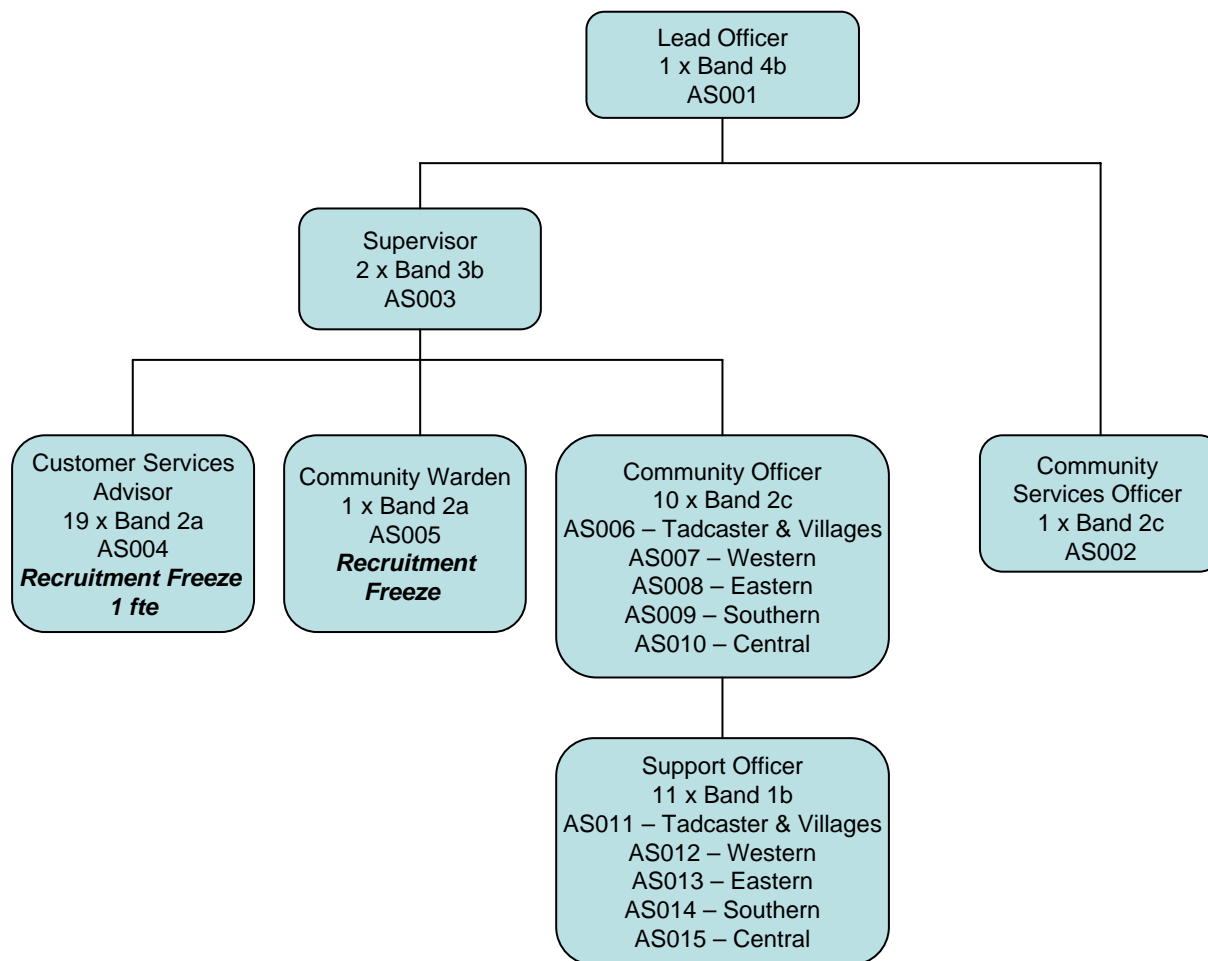 Lead Officer
1 x Band 4b
AS001
Supervisor
2 x Band 3b
AS003
Customer Services
Advisor
19 x Band 2a
AS004
Recruitment Freeze
1 fte
Community Warden
1 x Band 2a
AS005
Recruitment
Freeze
Community Officer
10 x Band 2c
AS006 – Tadcaster & Villages
AS007 – Western
AS008 – Eastern
AS009 – Southern
AS010 – Central
Community
Services Officer
1 x Band 2c
AS002
Support Officer
11 x Band 1b
AS011 – Tadcaster & Villages
AS012 – Western
AS013 – Eastern
AS014 – Southern
AS015 – Central